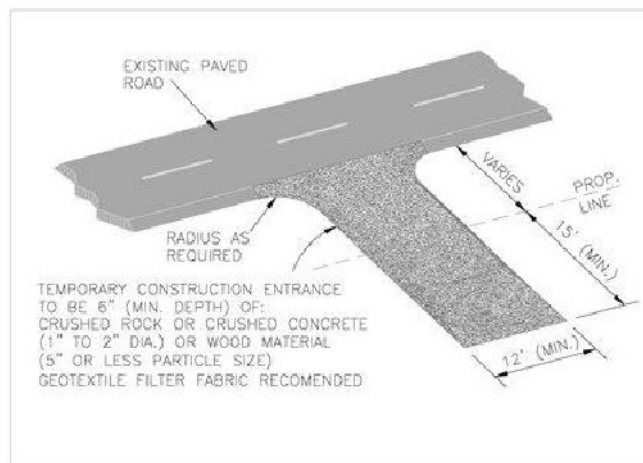 EXISTING PAVED
ROAD
VARIES
PROP.
LINE
15' (MIN.)
RADIUS AS
REQUIRED
TEMPORARY CONSTRUCTION ENTRANCE
TO BE 6" (MIN. DEPTH) OF:
CRUSHED ROCK OR CRUSHED CONCRETE
(1" TO 2" DIA.) OR WOOD MATERIAL
(5" OR LESS PARTICLE SIZE)
GEOTEXTILE FILTER FABRIC RECOMENDED
12' (MIN.)